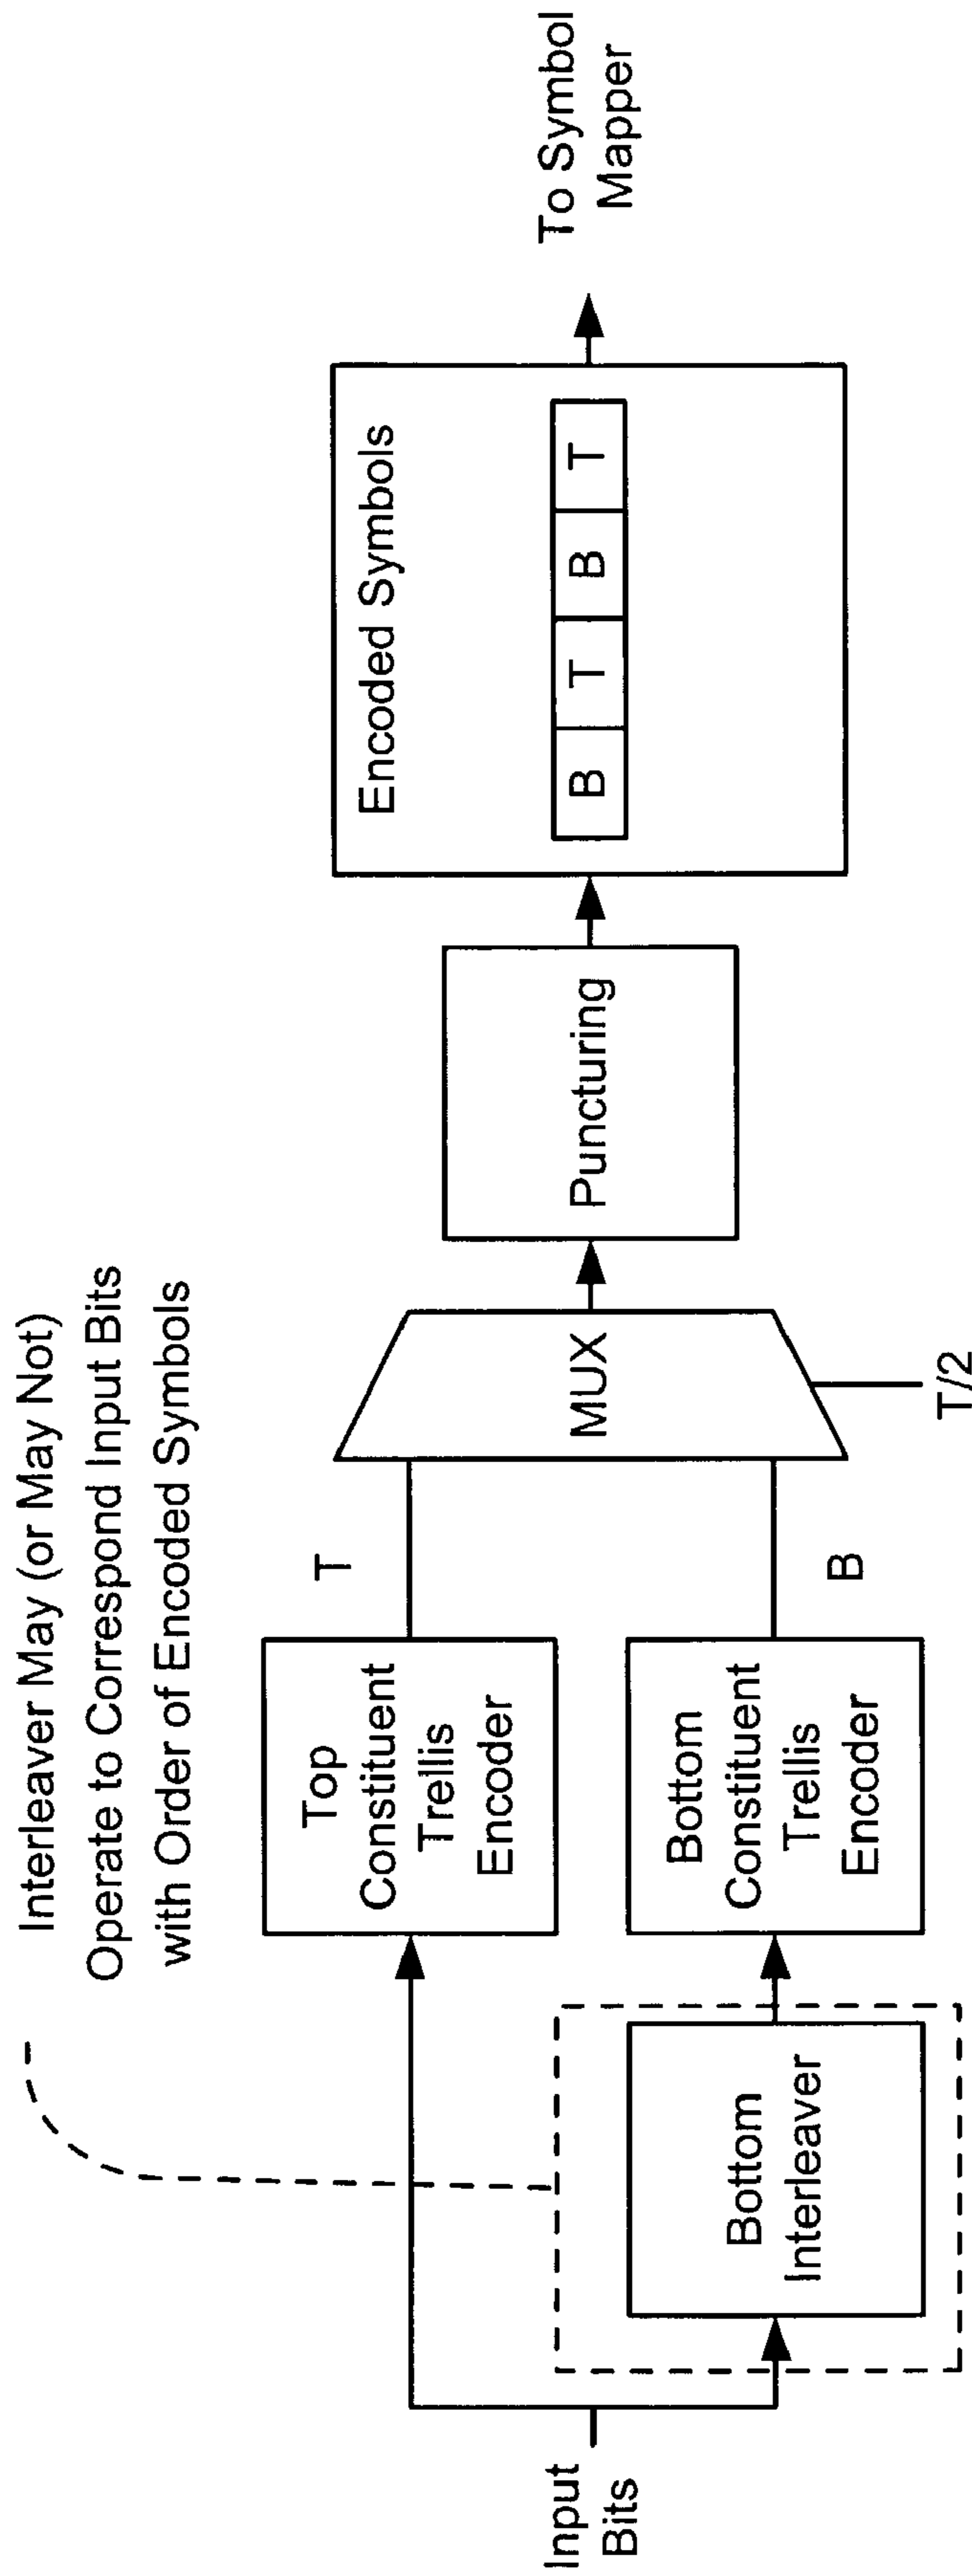 Interleaver May (or May Not)
Operate to Correspond Input Bits
with Order of Encoded Symbols
Input
Bits
Bottom
Interleaver
Top
Constituent
Trellis
Encoder
Bottom
Constituent
Trellis
Encoder
T
B
MUX
T/2
Puncturing
Encoded Symbols
B T B T
To Symbol
Mapper